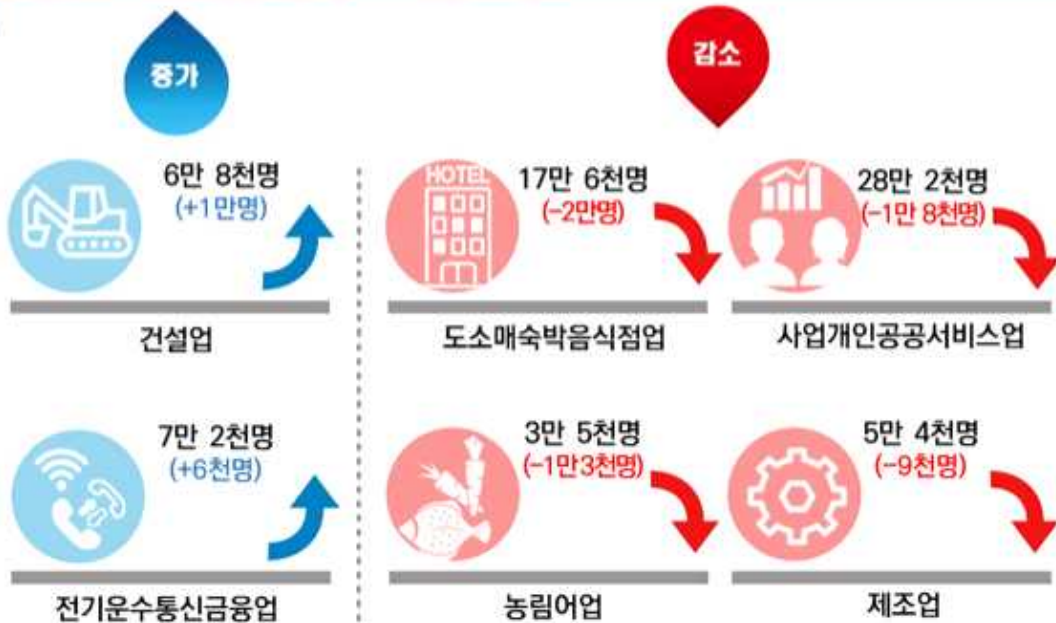 증가
감소
6만 8천명
(+1만명)
건설업
HOTEL
17만 6천명
(-2만명)
도소매숙박음식점업
28만 2천명
(-1만 8천명)
사업개인공공서비스업
7만 2천명
(+6천명)
전기운수통신금융업
3만 5천명
(-1만3천명)
농림어업
5만 4천명
(-9천명)
제조업